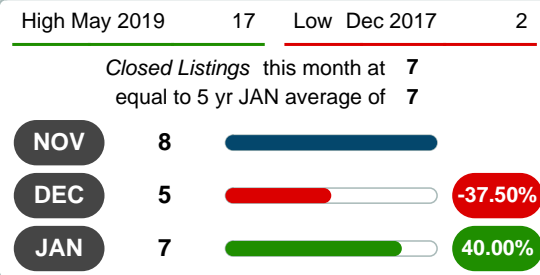 High May 2019 17 Low Dec 2017 2
Closed Listings this month at 7
equal to 5 yr JAN average of 7
NOV 8
DEC 5 -37.50%
JAN 7 40.00%